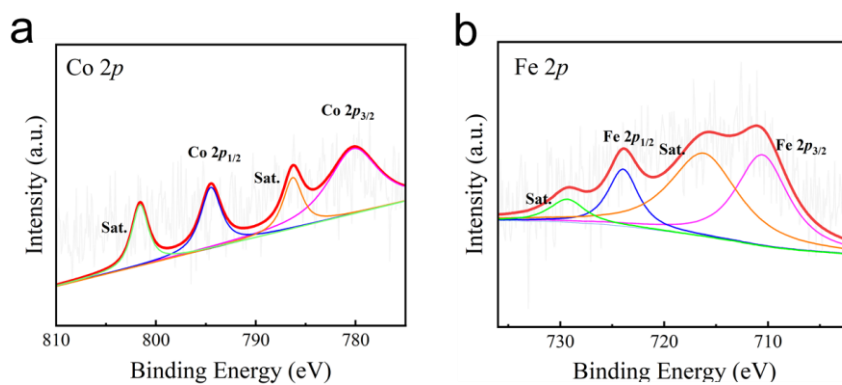 a
Co 2p
Co 2p3/2
Co 2p1/2
Sat.
Sat.
Intensity (a.u.)
810 800 790 780
Binding Energy (eV)
b
Fe 2p
Fe 2p1/2
Sat.
Fe 2p3/2
Sat.
Intensity (a.u.)
730 720 710
Binding Energy (eV)